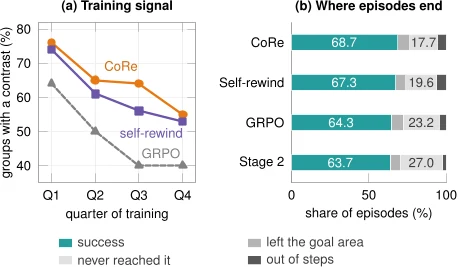 (a) Training signal
groups with a contrast (%)
80
70
60
50
40
CoRe
self-rewind
GRPO
Q1 Q2 Q3 Q4
quarter of training
(b) Where episodes end
CoRe 68.7 17.7
Self-rewind 67.3 19.6
GRPO 64.3 23.2
Stage 2 63.7 27.0
0 50 100
share of episodes (%)
success
never reached it
left the goal area
out of steps